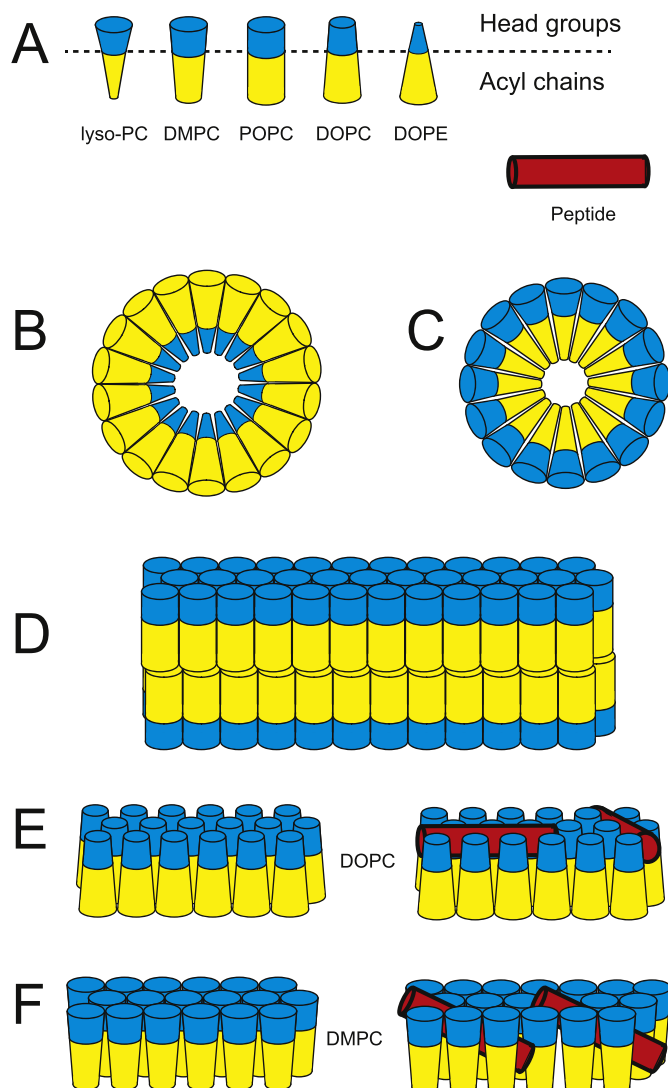 A
Head groups
Acyl chains
lyso-PC DMPC POPC DOPC DOPE
Peptide
B
C
D
E
DOPC
F
DMPC